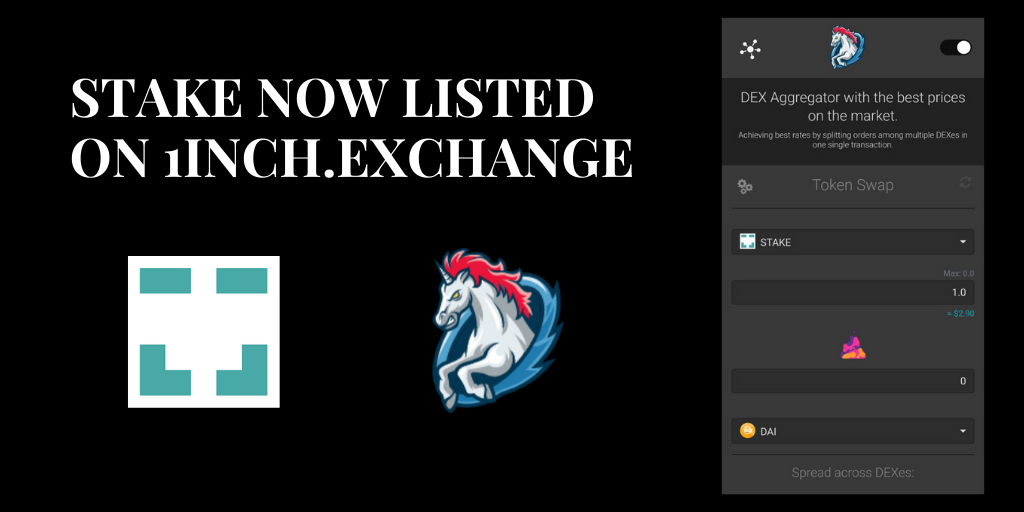 STAKE NOW LISTED
ON 1INCH.EXCHANGE
DEX Aggregator with the best prices
on the market.
Achieving best rates by splitting orders among multiple DEXes in
one single transaction.
Token Swap
STAKE
Max: 0.0
1.0
≈ $2.90
0
DAI
Spread across DEXes: